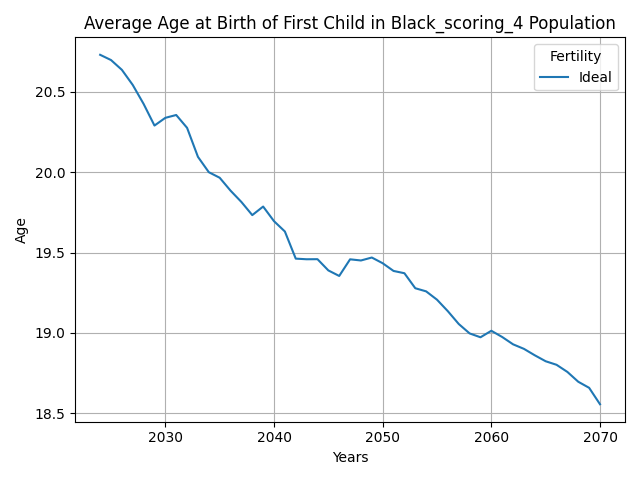 Average Age at Birth of First Child in Black_scoring_4 Population
Fertility
Ideal
20.5
20.0
19.5
19.0
18.5
Age
2030
2040
2050
2060
2070
Years